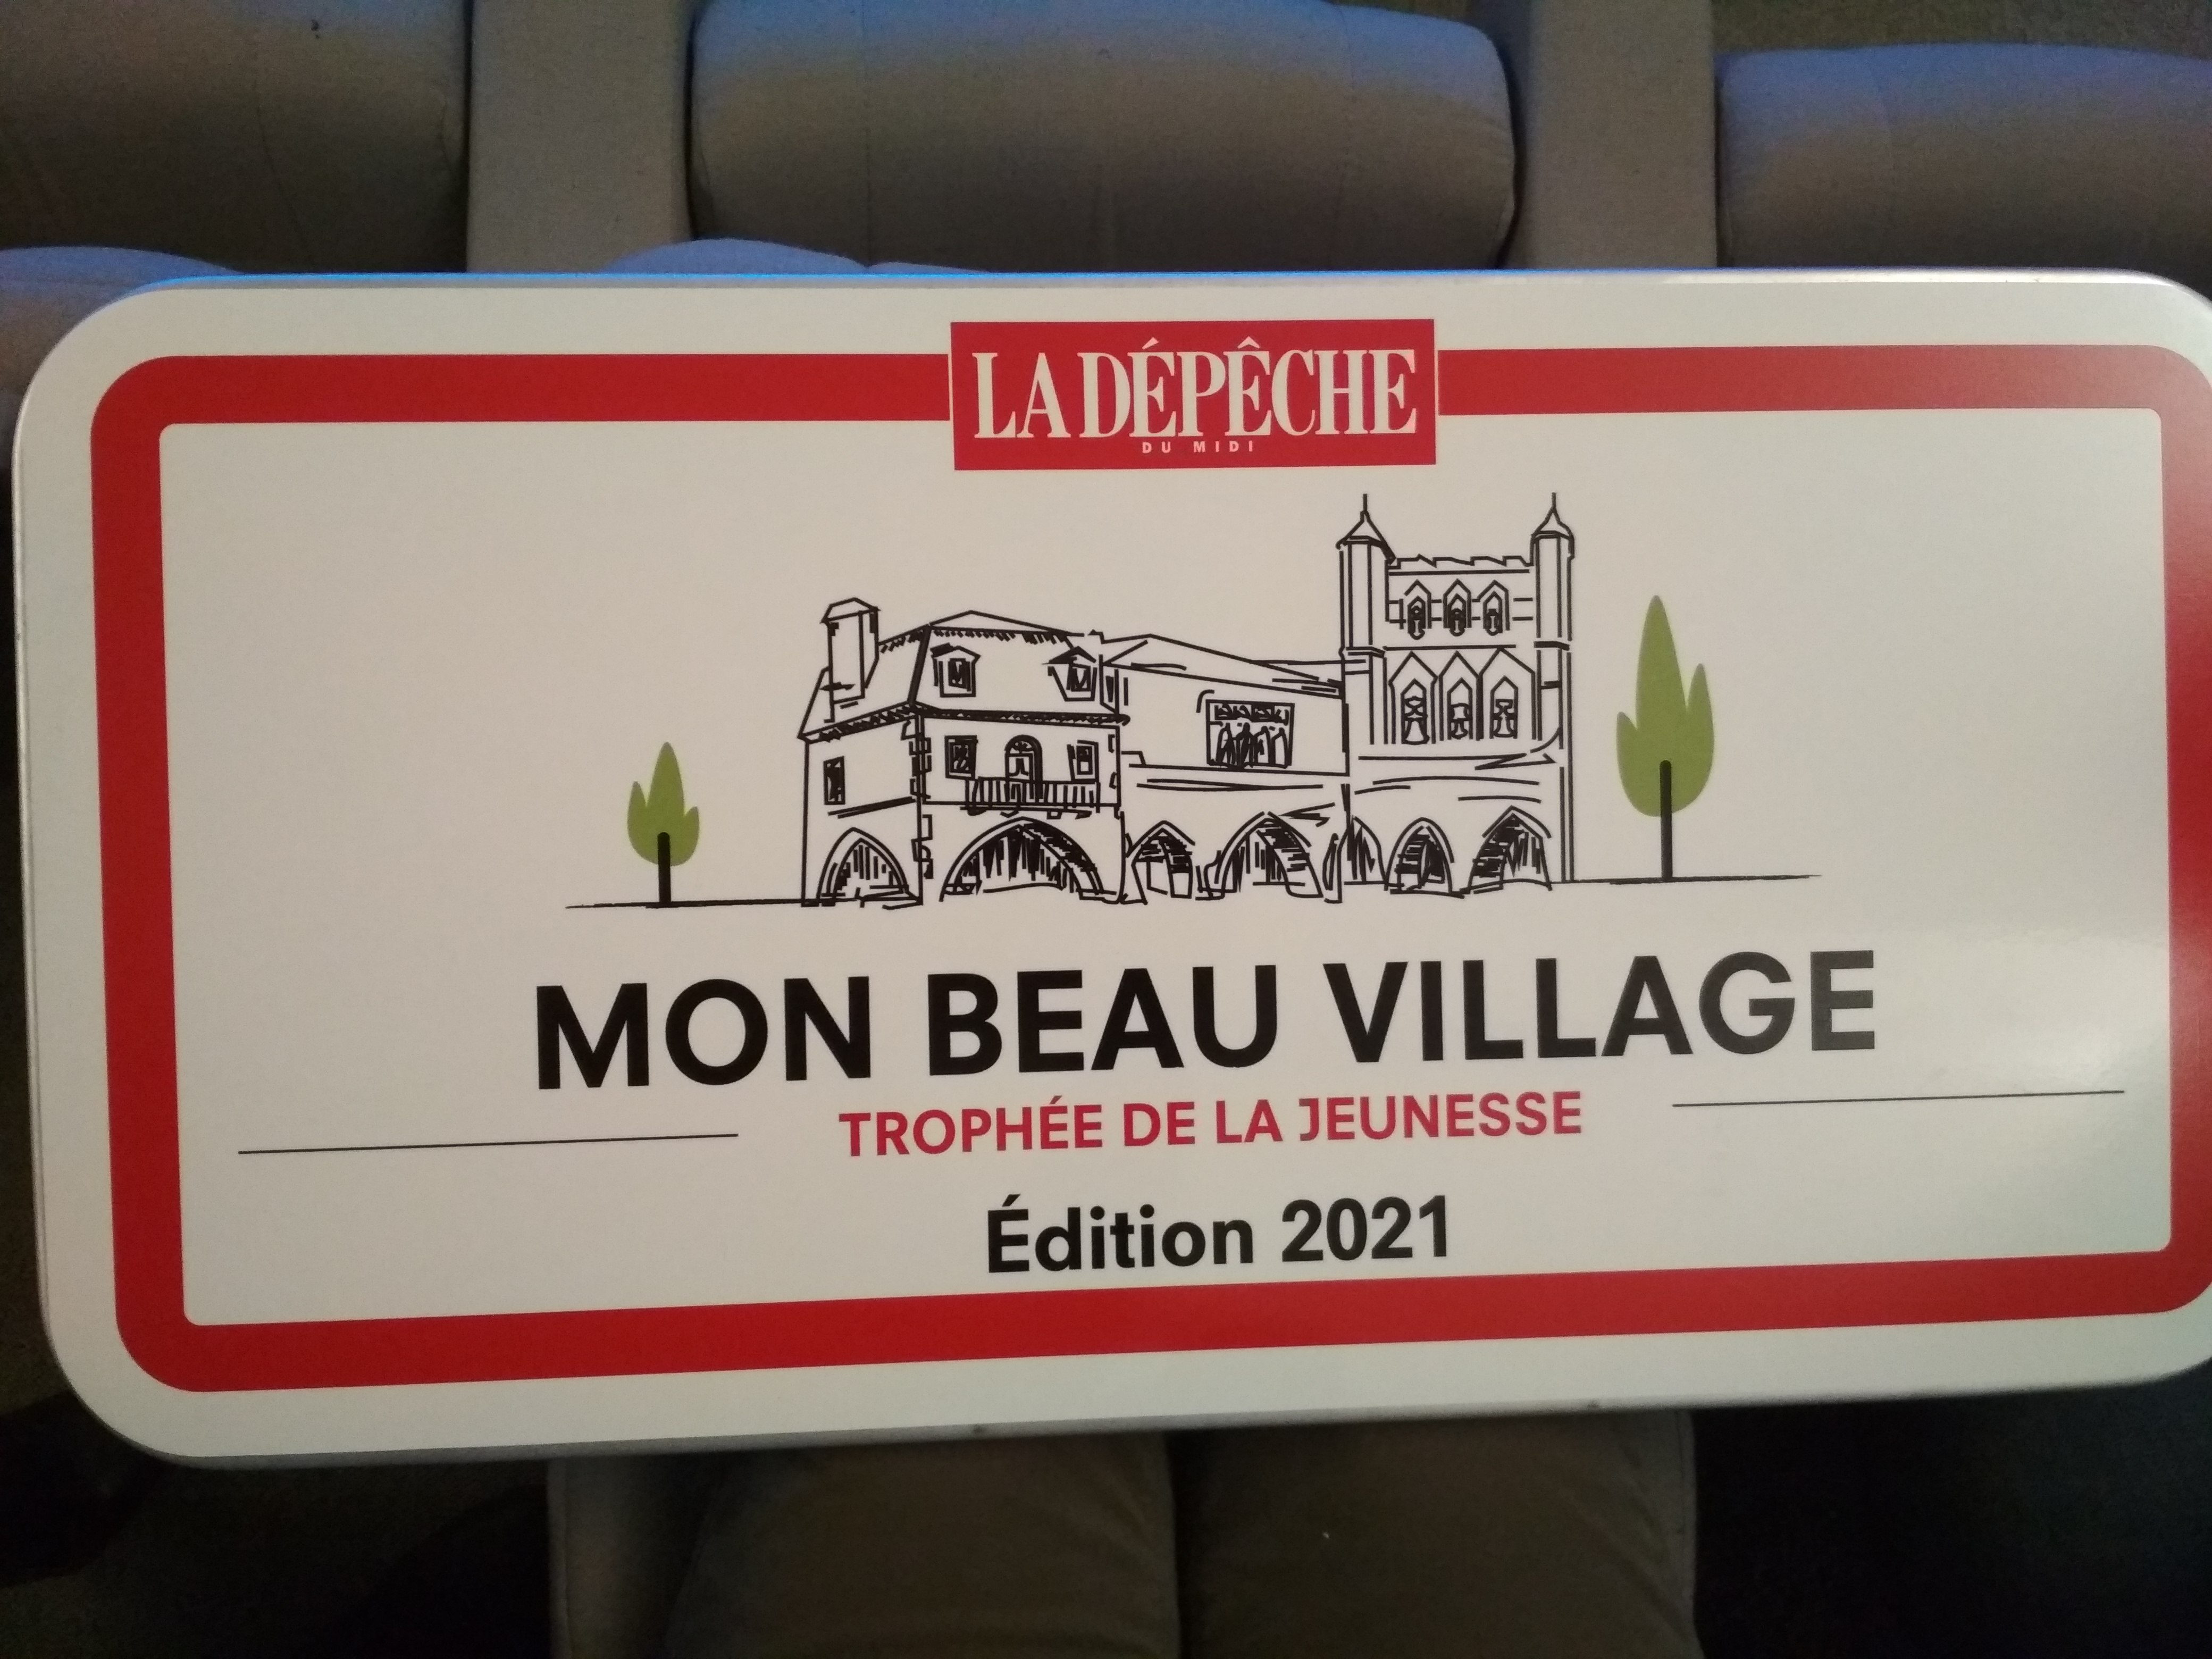 LA DÉPÊCHE
DU MIDI
MON BEAU VILLAGE
TROPHÉE DE LA JEUNESSE
Édition 2021